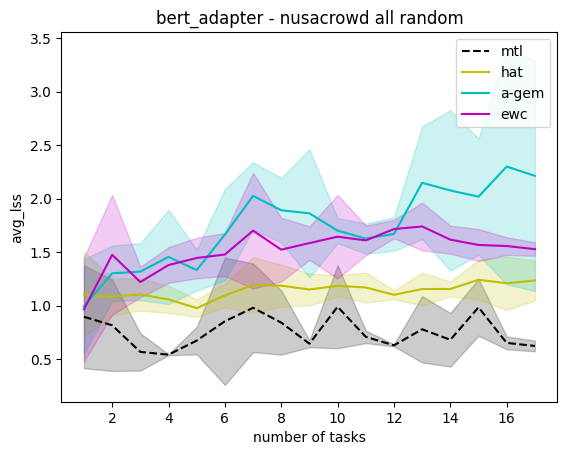 bert_adapter - nusacrowd all random
3.5
3.0
2.5
2.0
1.5
1.0
0.5
avg_lss
mtl
hat
a-gem
ewc
2 4 6 8 10 12 14 16
number of tasks